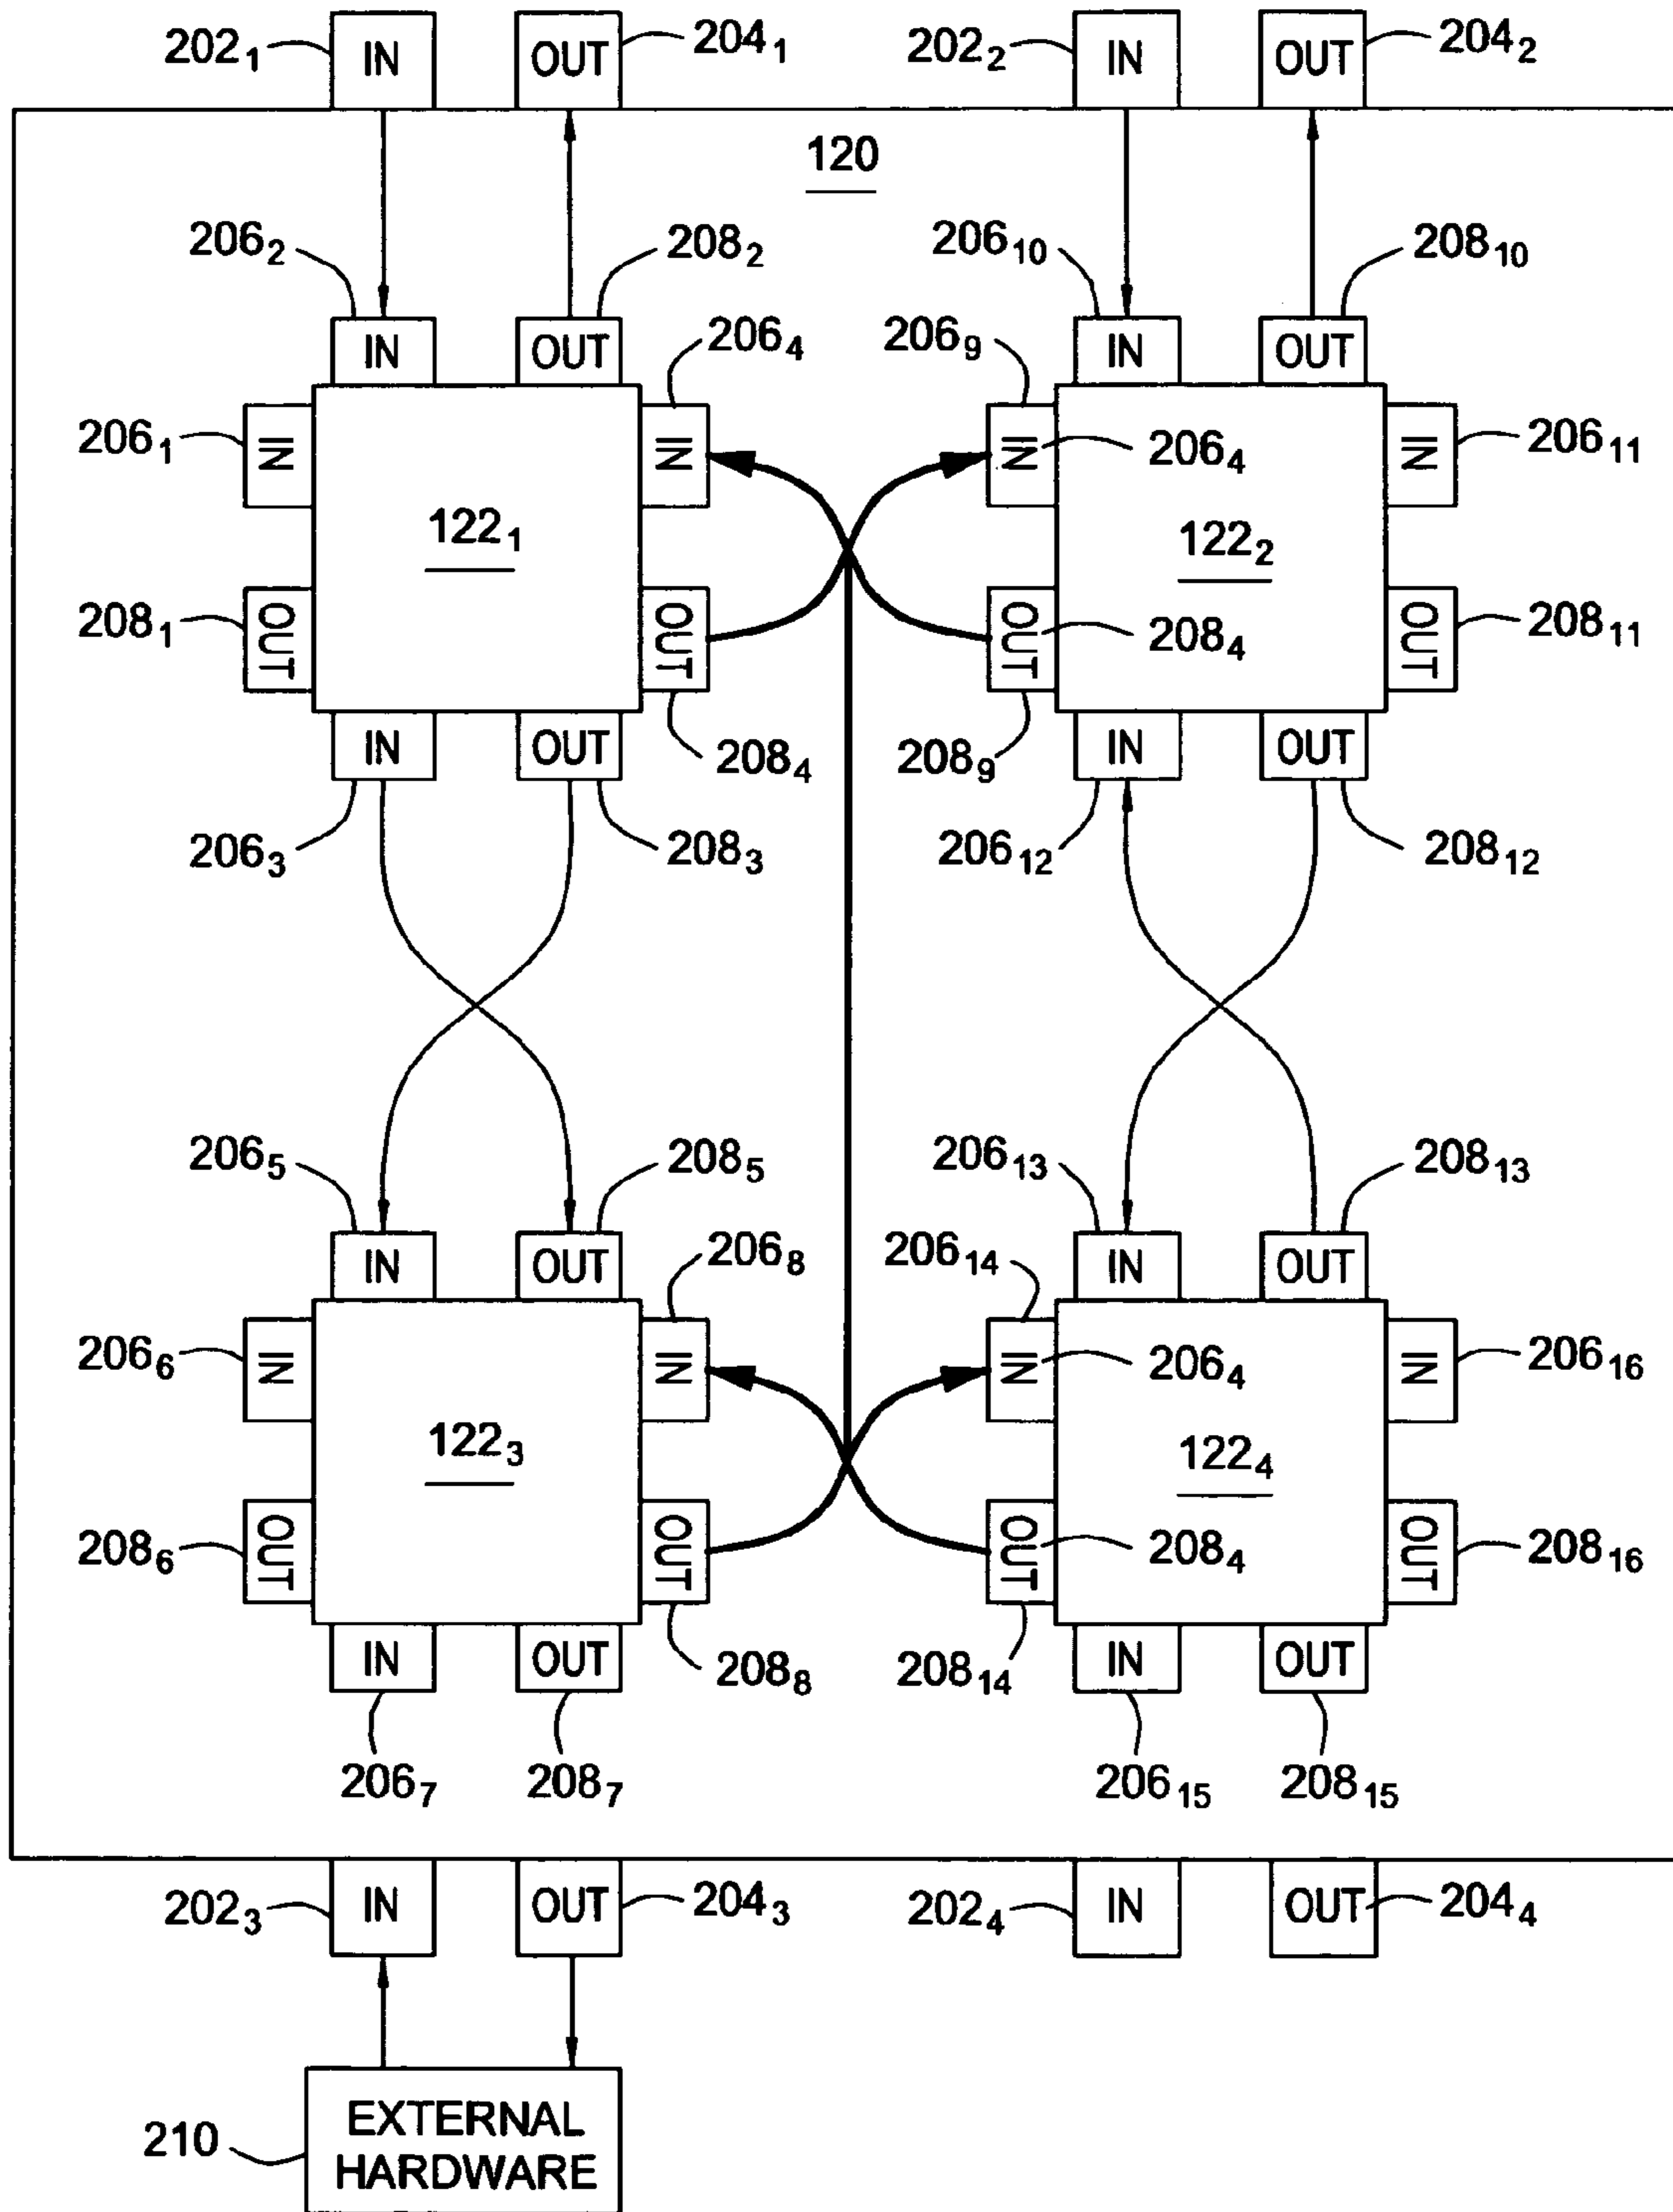 202₁ IN OUT 204₁ 202₂ IN OUT 204₂
120
206₂ 208₂ 206₁₀ 208₁₀
IN OUT 206₄ 206₉ IN OUT
206₁ IN IN IN 206₄ IN 206₁₁
122₁ 122₂
208₁ OUT OUT OUT 208₄ OUT 208₁₁
IN OUT 208₄ 208₉ IN OUT
206₃ 208₃ 206₁₂ 208₁₂
206₅ 208₅ 206₁₃ 208₁₃
IN OUT 206₈ 206₁₄ IN OUT
206₆ IN IN IN 206₄ IN 206₁₆
122₃ 122₄
208₆ OUT OUT OUT 208₄ OUT 208₁₆
IN OUT 208₈ 208₁₄ IN OUT
206₇ 208₇ 206₁₅ 208₁₅
202₃ IN OUT 204₃ 202₄ IN OUT 204₄
210 EXTERNAL
HARDWARE